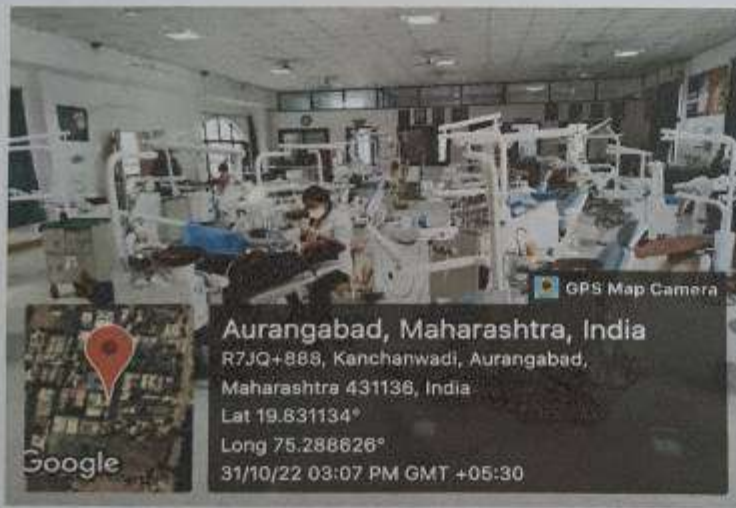 GPS Map Camera
Aurangabad, Maharashtra, India
R7JQ+888, Kanchanwadi, Aurangabad,
Maharashtra 431136, India
Lat 19.831134°
Long 75.288626°
31/10/22 03:07 PM GMT +05:30
Google